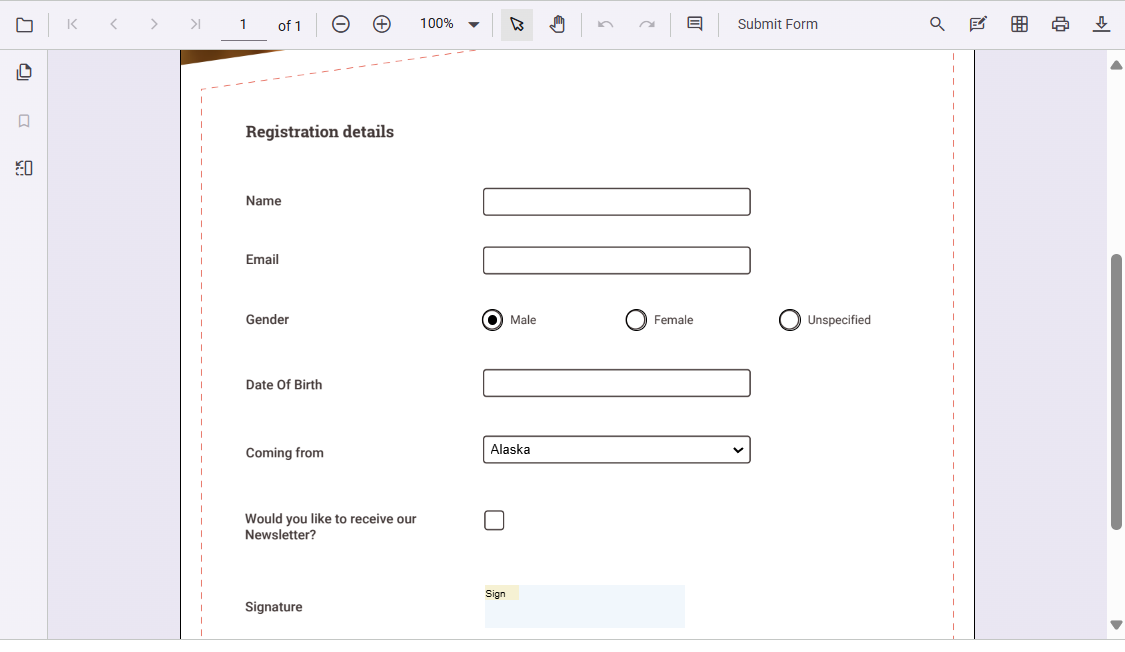 1 of 1 100% Submit Form
Registration details
Name
Email
Gender Male Female Unspecified
Date Of Birth
Coming from Alaska
Would you like to receive our
Newsletter?
Sign
Signature